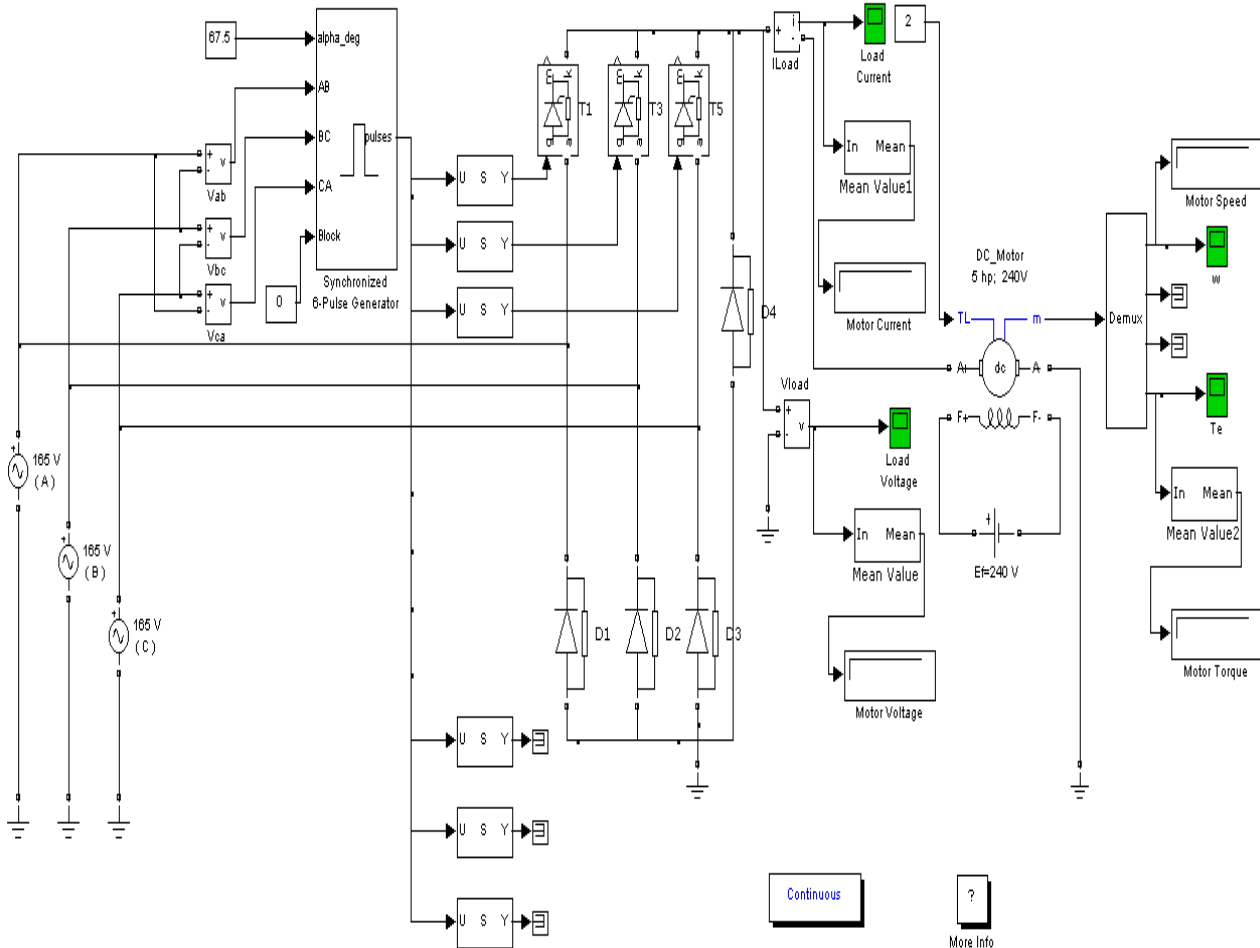 67.5
alpha_deg
AB
BC
CA
Block
pulses
Synchronized
6-Pulse Generator
+
-
v
Vab
+
-
v
Vbc
+
-
v
Vca
0
U S Y
U S Y
U S Y
T1
T3
T5
m
k
g
a
m
k
g
a
m
k
g
a
+
i
-
ILoad
Load
Current
2
In Mean
Mean Value1
Motor Current
D4
Vload
+
-
v
Load
Voltage
In Mean
Mean Value
Motor Voltage
DC_Motor
5 hp; 240V
TL
m
A+
dc
A-
F+
F-
+
Ef=240 V
Demux
Motor Speed
w
Te
In Mean
Mean Value2
Motor Torque
+
165 V
(A)
+
165 V
(B)
+
165 V
(C)
D1
D2
D3
U S Y
U S Y
U S Y
Continuous
?
More Info